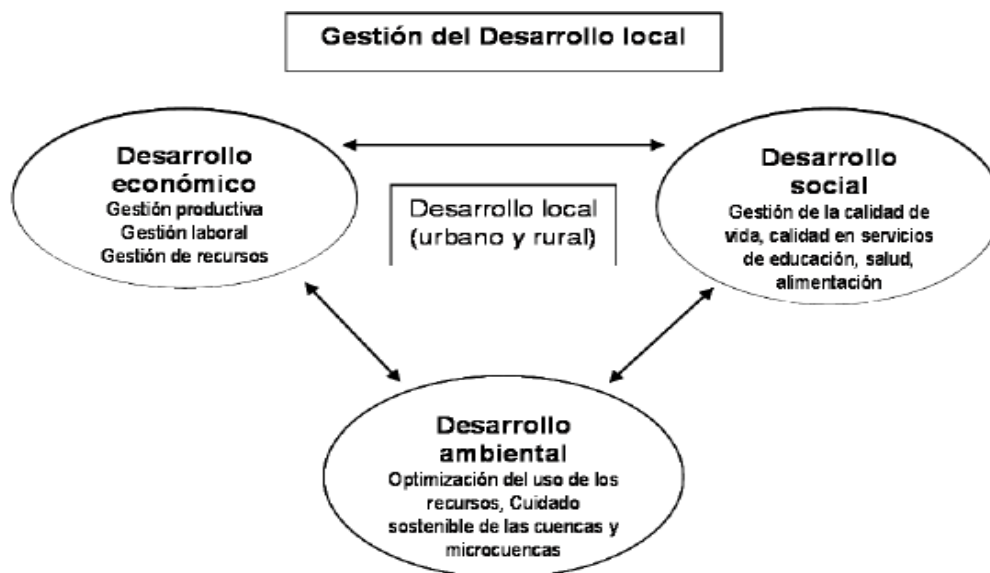 Gestión del Desarrollo local
Desarrollo
económico
Gestión productiva
Gestión laboral
Gestión de recursos
Desarrollo local
(urbano y rural)
Desarrollo
social
Gestión de la calidad de
vida, calidad en servicios
de educación, salud,
alimentación
Desarrollo
ambiental
Optimización del uso de los
recursos, Cuidado
sostenible de las cuencas y
microcuencas